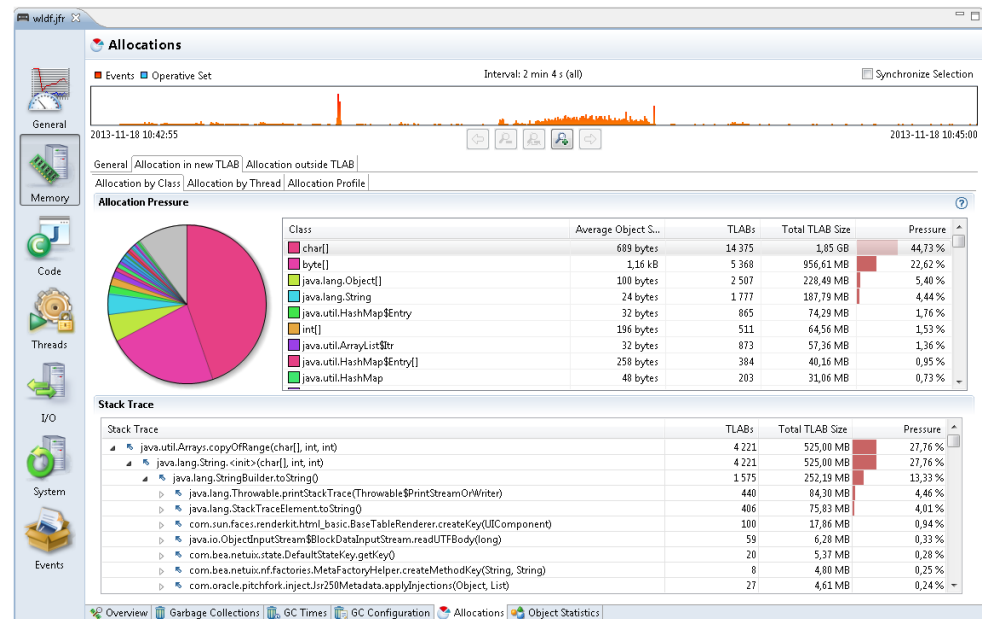 wldf.jfr
Allocations
Events Operative Set Interval: 2 min 4 s (all) Synchronize Selection
2013-11-18 10:42:55 2013-11-18 10:45:00
General
Memory
Code
Threads
I/O
System
Events
General Allocation in new TLAB Allocation outside TLAB
Allocation by Class Allocation by Thread Allocation Profile
Allocation Pressure
Class Average Object S... TLABs Total TLAB Size Pressure
char[] 689 bytes 14 375 1,85 GB 44,73 %
byte[] 1,16 kB 5 368 956,61 MB 22,62 %
java.lang.Object[] 100 bytes 2 507 228,49 MB 5,40 %
java.lang.String 24 bytes 1 777 187,79 MB 4,44 %
java.util.HashMap$Entry 32 bytes 865 74,29 MB 1,76 %
int[] 196 bytes 511 64,56 MB 1,53 %
java.util.ArrayList$Itr 32 bytes 873 57,36 MB 1,36 %
java.util.HashMap$Entry[] 258 bytes 384 40,16 MB 0,95 %
java.util.HashMap 48 bytes 203 31,06 MB 0,73 %
Stack Trace
Stack Trace TLABs Total TLAB Size Pressure
java.util.Arrays.copyOfRange(char[], int, int) 4 221 525,00 MB 27,76 %
java.lang.String.<init>(char[], int, int) 4 221 525,00 MB 27,76 %
java.lang.StringBuilder.toString() 1 575 252,19 MB 13,33 %
java.lang.Throwable.printStackTrace(Throwable$PrintStreamOrWriter) 440 84,30 MB 4,46 %
java.lang.StackTraceElement.toString() 406 75,83 MB 4,01 %
com.sun.faces.renderkit.html_basic.BaseTableRenderer.createKey(UIComponent) 100 17,86 MB 0,94 %
java.io.ObjectInputStream$BlockDataInputStream.readUTFBody(long) 59 6,28 MB 0,33 %
com.bea.netuix.state.DefaultStateKey.getKey() 20 5,37 MB 0,28 %
com.bea.netuix.nf.factories.MetaFactoryHelper.createMethodKey(String, String) 8 4,80 MB 0,25 %
com.oracle.pitchfork.inject.Jsr250Metadata.applyInjections(Object, List) 27 4,61 MB 0,24 %
Overview Garbage Collections GC Times GC Configuration Allocations Object Statistics